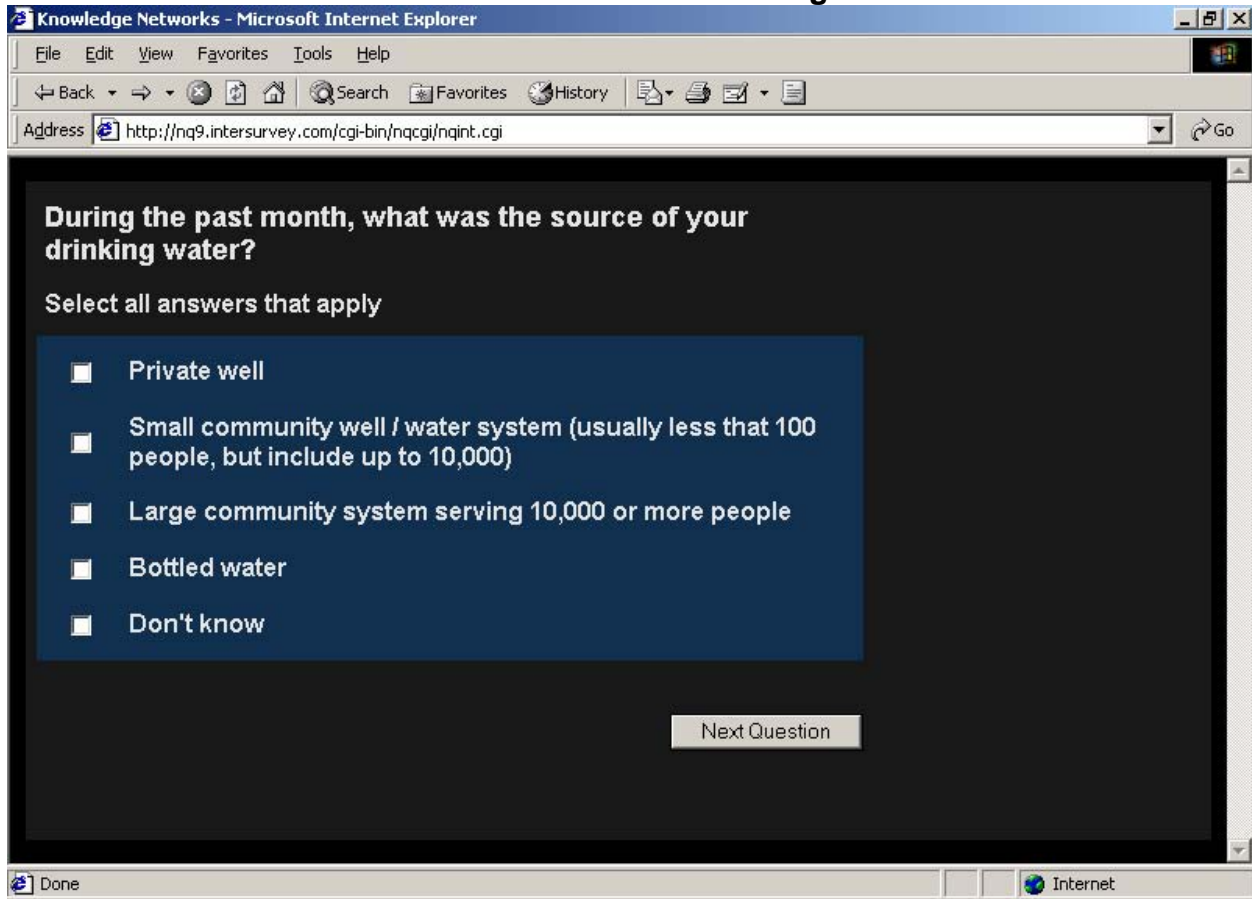 Knowledge Networks - Microsoft Internet Explorer
File Edit View Favorites Tools Help
Back Search Favorites History
Address http://nq9.intersurvey.com/cgi-bin/nqcgi/nqint.cgi Go
During the past month, what was the source of your
drinking water?
Select all answers that apply
Private well
Small community well / water system (usually less that 100
people, but include up to 10,000)
Large community system serving 10,000 or more people
Bottled water
Don't know
Next Question
Done Internet